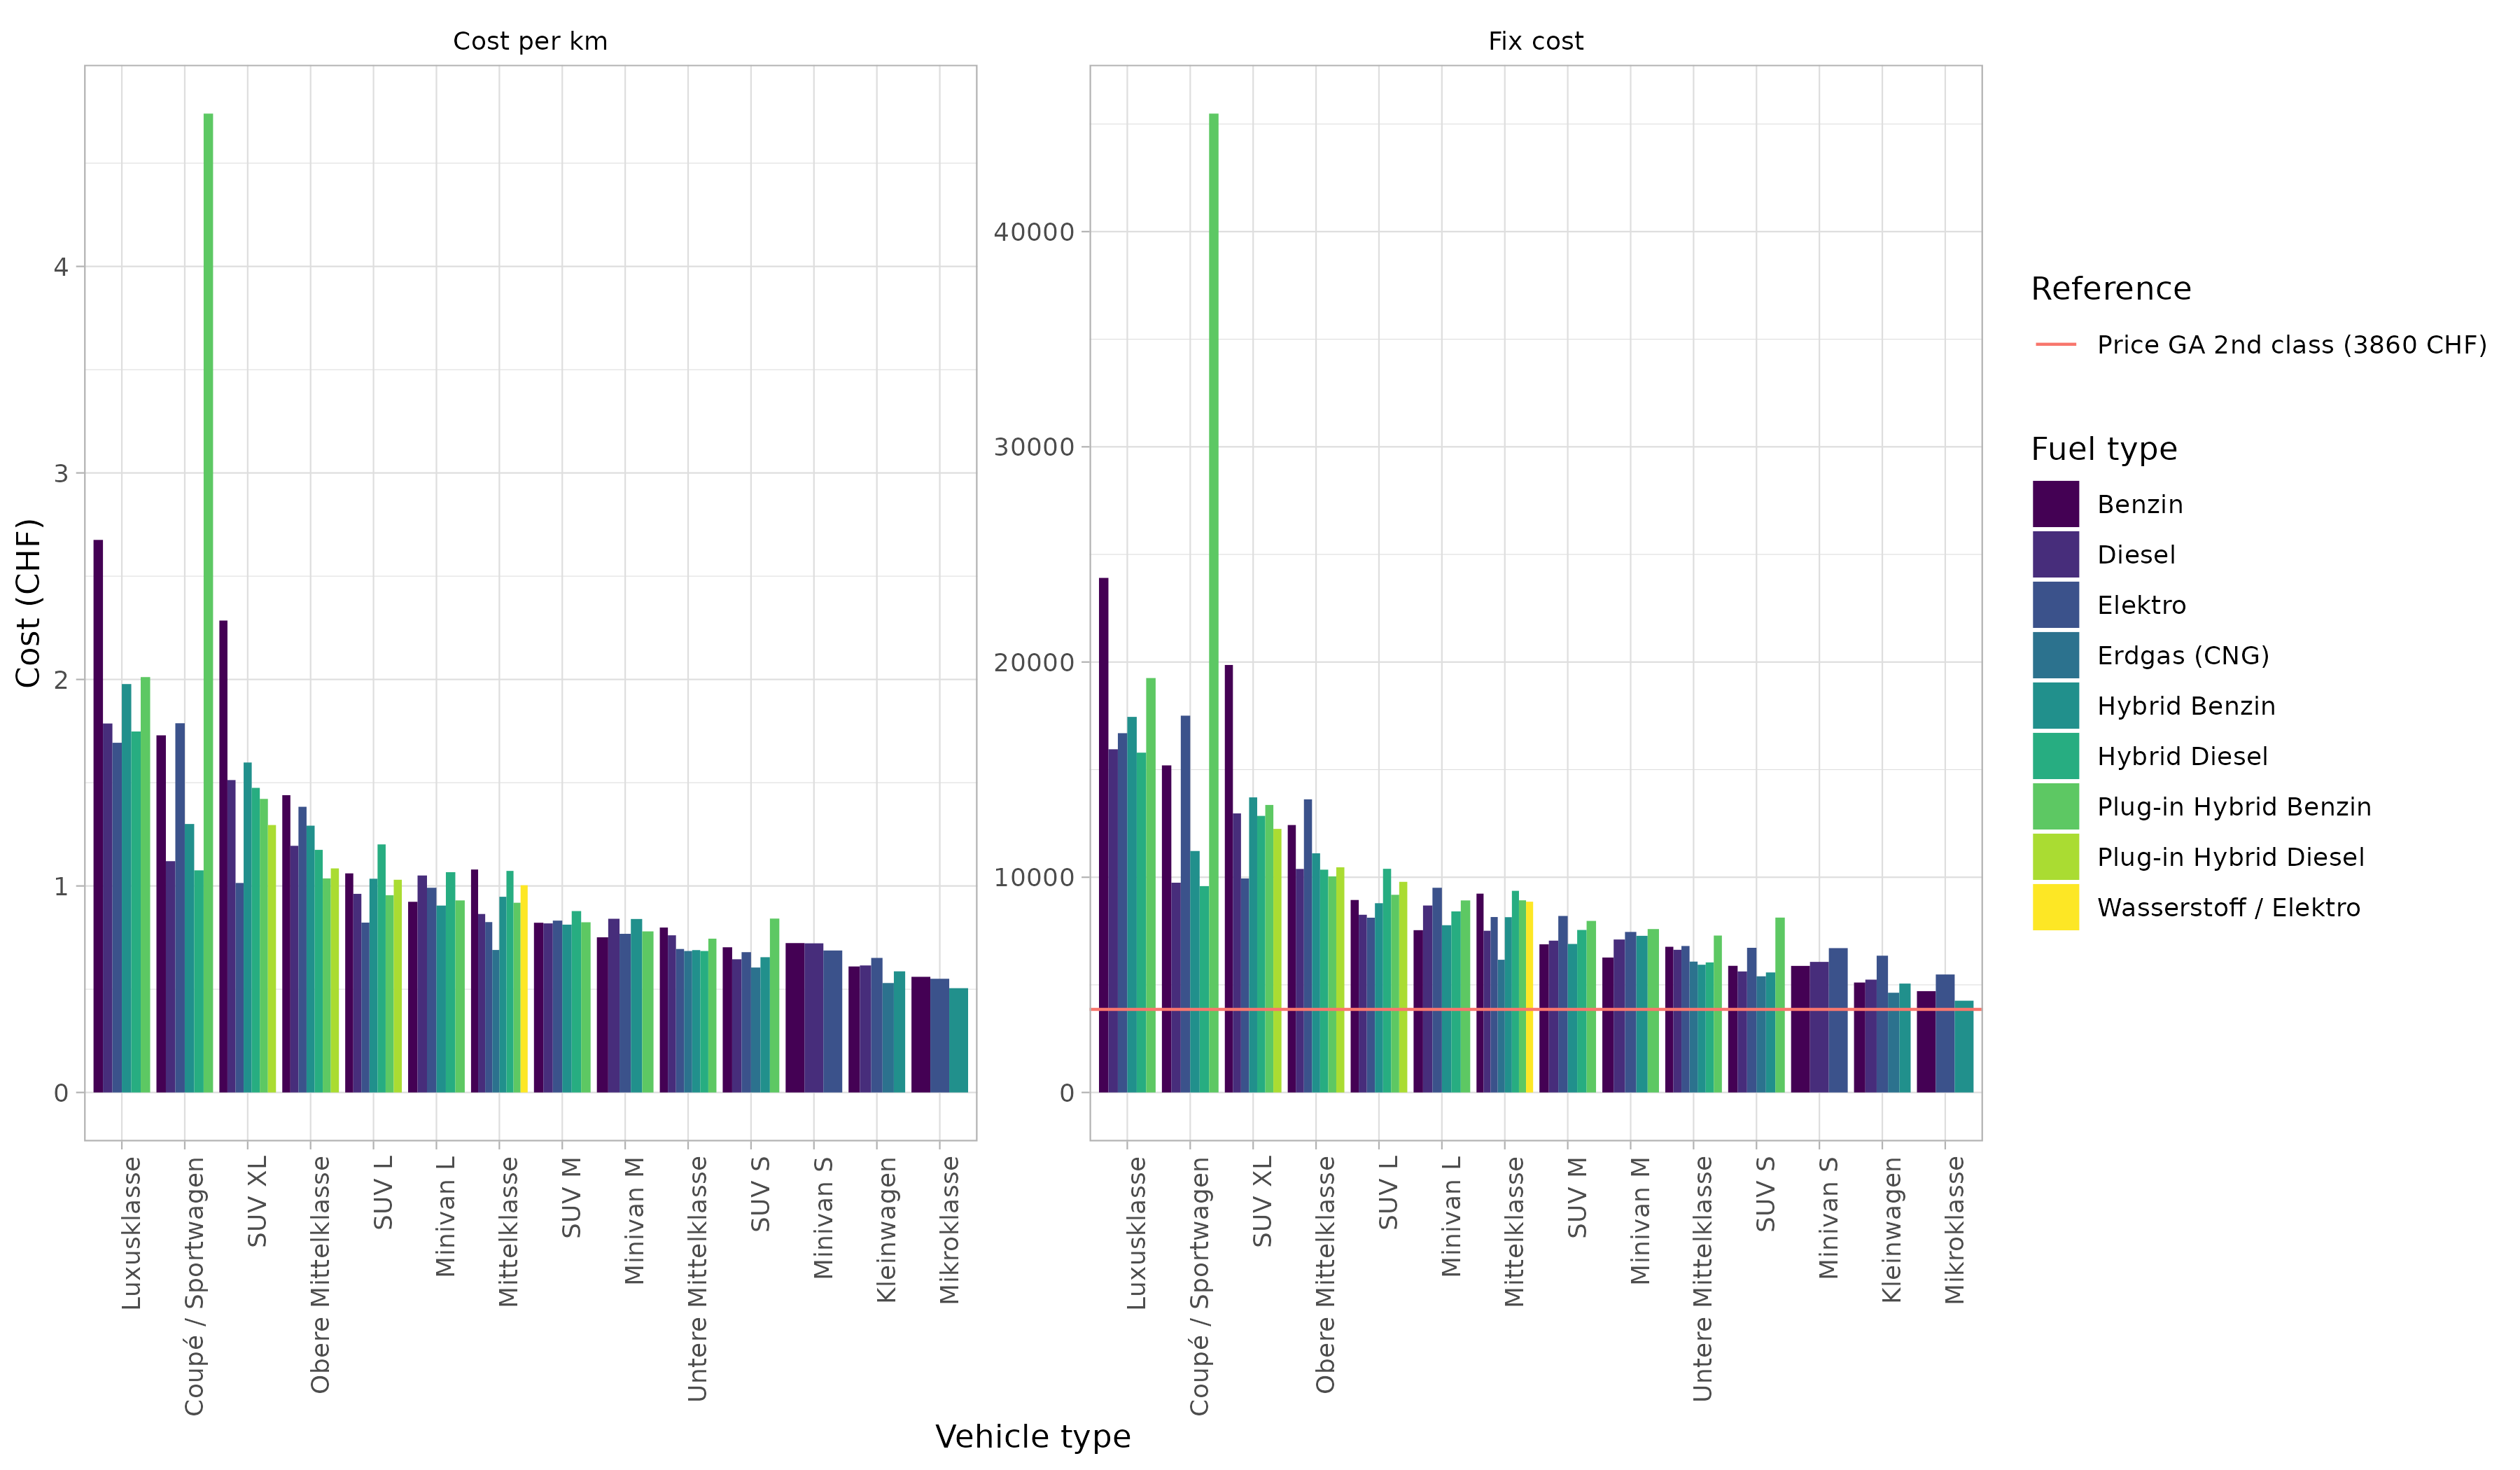 Cost per km
Fix cost
Cost (CHF)
4
3
2
1
0
40000
30000
20000
10000
0
Luxusklasse
Coupé / Sportwagen
SUV XL
Obere Mittelklasse
SUV L
Minivan L
Mittelklasse
SUV M
Minivan M
Untere Mittelklasse
SUV S
Minivan S
Kleinwagen
Mikroklasse
Luxusklasse
Coupé / Sportwagen
SUV XL
Obere Mittelklasse
SUV L
Minivan L
Mittelklasse
SUV M
Minivan M
Untere Mittelklasse
SUV S
Minivan S
Kleinwagen
Mikroklasse
Vehicle type
Reference
Price GA 2nd class (3860 CHF)
Fuel type
Benzin
Diesel
Elektro
Erdgas (CNG)
Hybrid Benzin
Hybrid Diesel
Plug-in Hybrid Benzin
Plug-in Hybrid Diesel
Wasserstoff / Elektro